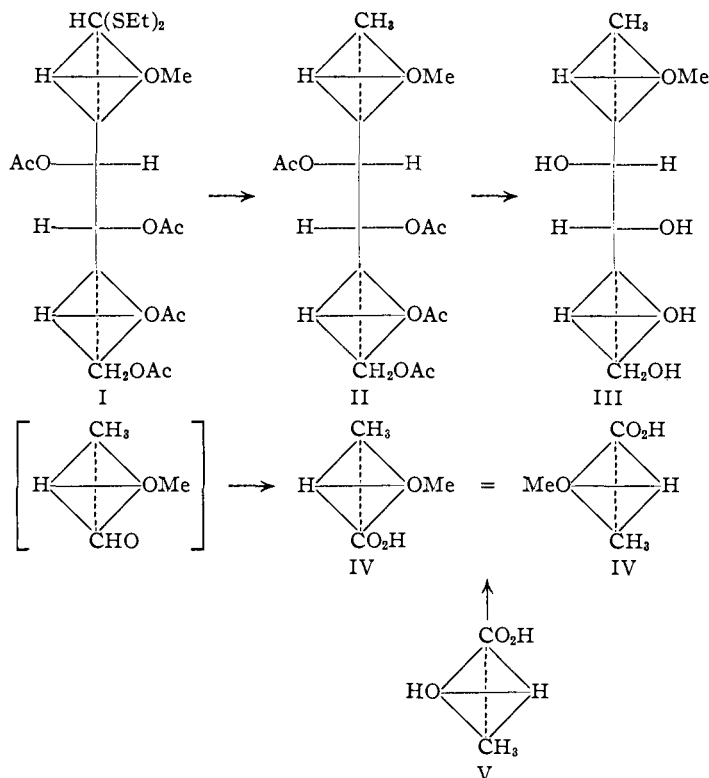 HC(SEt)₂ CH₃ CH₃
H OMe H OMe H OMe
AcO H AcO H HO H
H OAc H OAc H OH
H OAc H OAc H OH
CH₂OAc CH₂OAc CH₂OH
I II III
CH₃ CH₃ CO₂H
H OMe H OMe = MeO H
CHO CO₂H CH₃
IV IV
CO₂H
HO H
CH₃
V